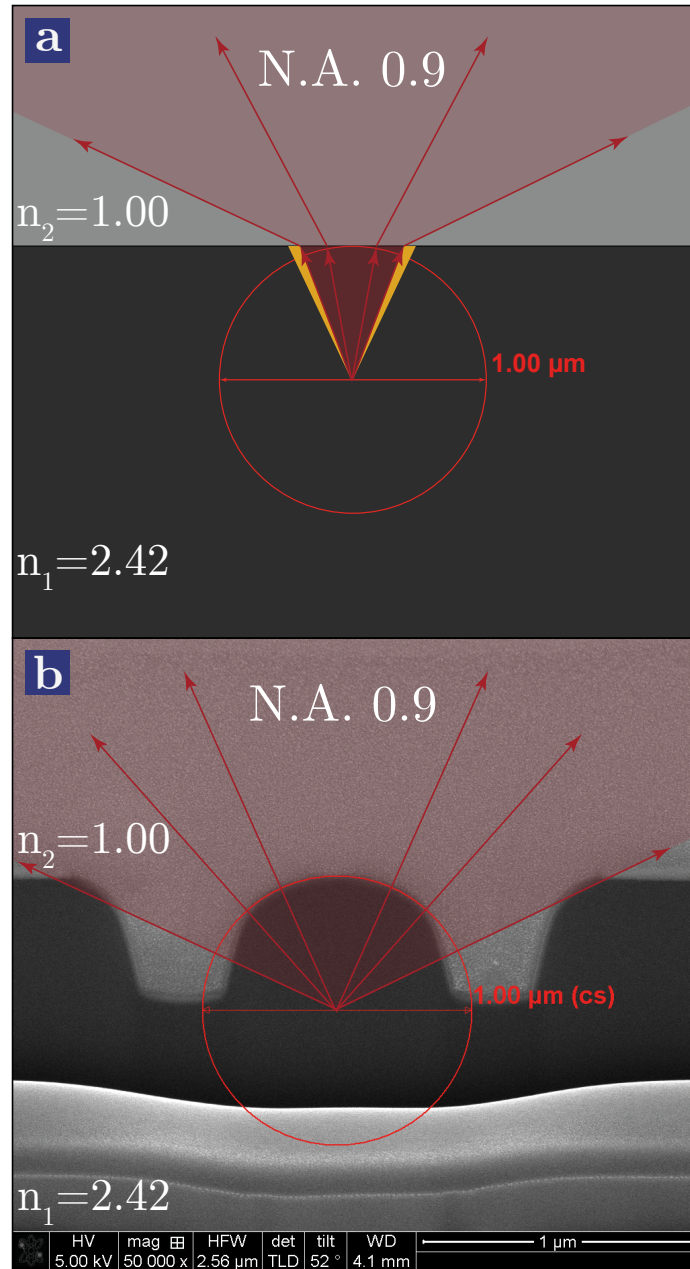 a
N.A. 0.9
n₂=1.00
1.00 µm
n₁=2.42
b
N.A. 0.9
n₂=1.00
1.00 µm (cs)
n₁=2.42
HV mag ⊞ HFW det tilt WD
5.00 kV 50 000 x 2.56 µm TLD 52 ° 4.1 mm
1 µm